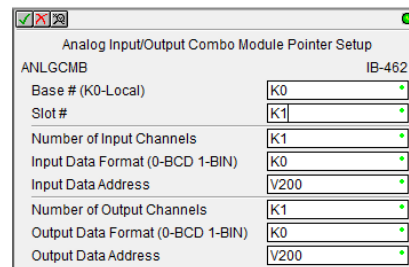 Analog Input/Output Combo Module Pointer Setup
ANLGCMB IB-462
Base # (K0-Local) K0
Slot # K1
Number of Input Channels K1
Input Data Format (0-BCD 1-BIN) K0
Input Data Address V200
Number of Output Channels K1
Output Data Format (0-BCD 1-BIN) K0
Output Data Address V200